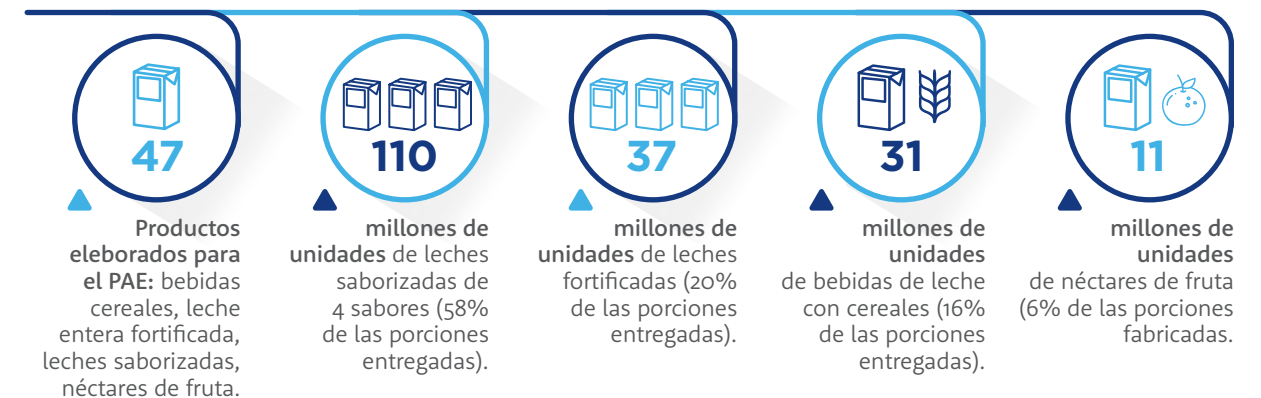 47
Productos
eleborados para
el PAE: bebidas
cereales, leche
entera fortificada,
leches saborizadas,
néctares de fruta.
110
millones de
unidades de leches
saborizadas de
4 sabores (58%
de las porciones
entregadas).
37
millones de
unidades de leches
fortificadas (20%
de las porciones
entregadas).
31
millones de
unidades
de bebidas de leche
con cereales (16%
de las porciones
entregadas).
11
millones de
unidades
de néctares de fruta
(6% de las porciones
fabricadas.